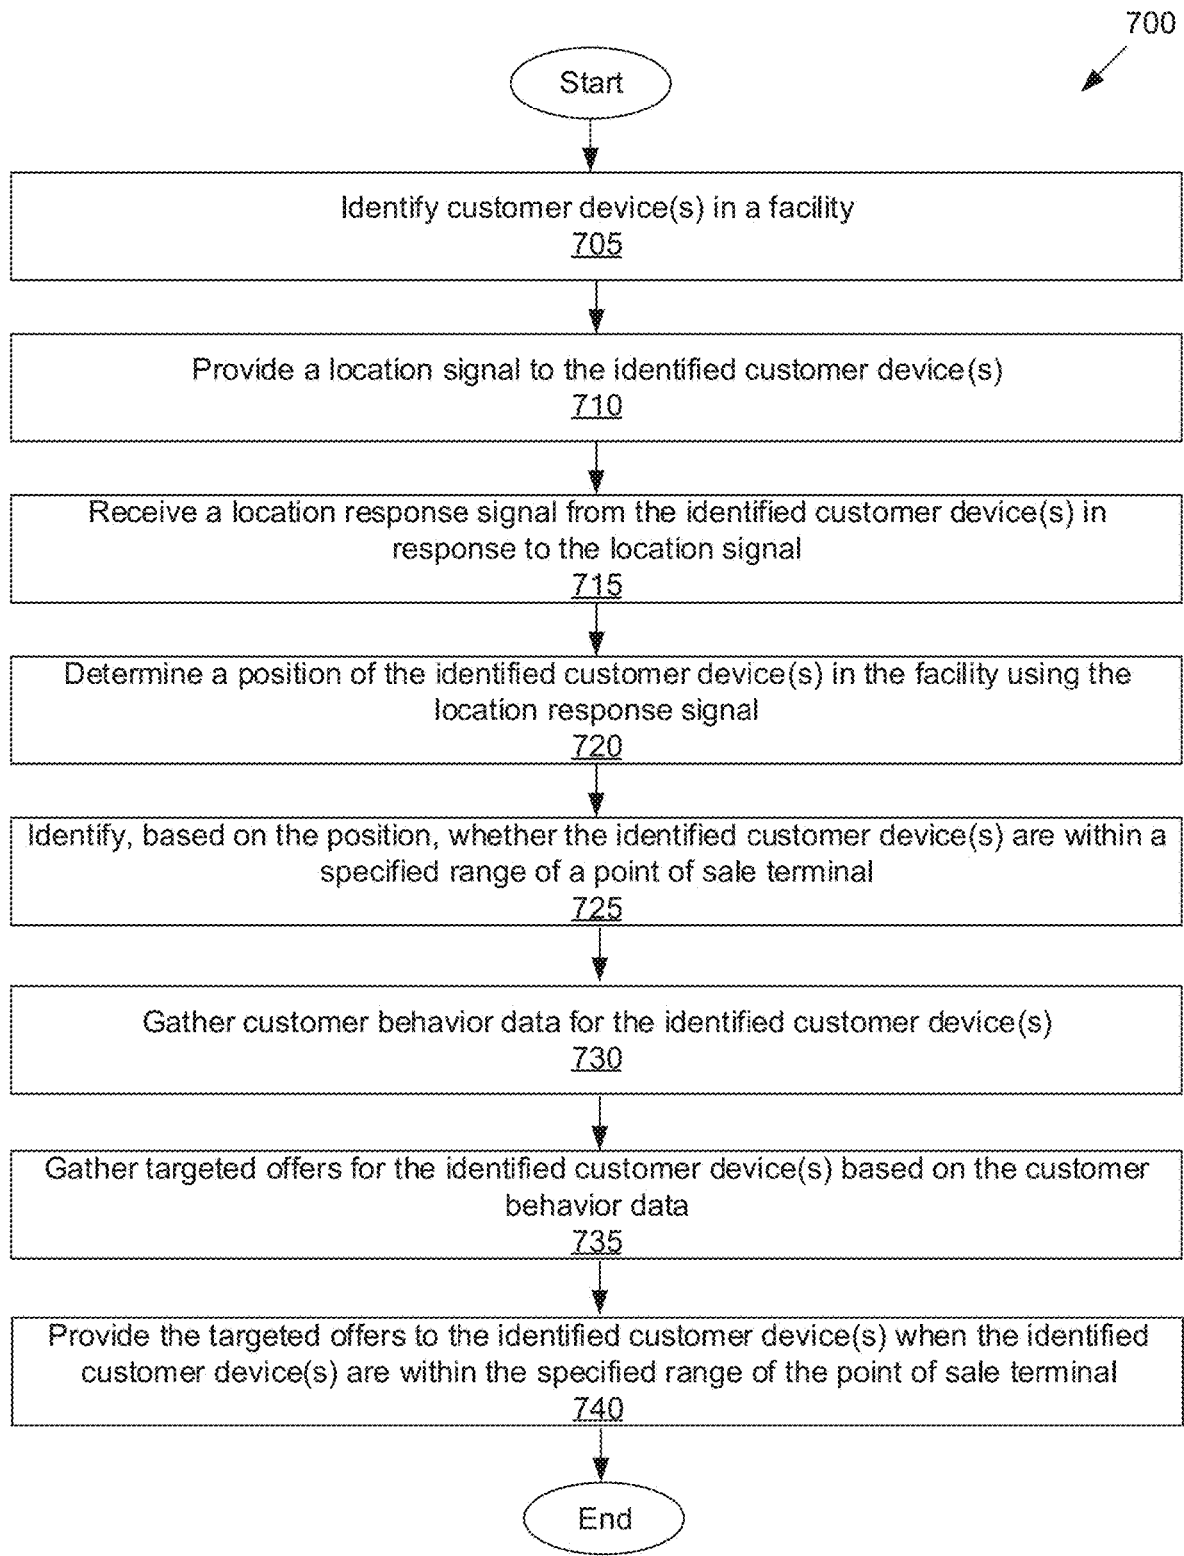 700
Start
Identify customer device(s) in a facility
705
Provide a location signal to the identified customer device(s)
710
Receive a location response signal from the identified customer device(s) in
response to the location signal
715
Determine a position of the identified customer device(s) in the facility using the
location response signal
720
Identify, based on the position, whether the identified customer device(s) are within a
specified range of a point of sale terminal
725
Gather customer behavior data for the identified customer device(s)
730
Gather targeted offers for the identified customer device(s) based on the customer
behavior data
735
Provide the targeted offers to the identified customer device(s) when the identified
customer device(s) are within the specified range of the point of sale terminal
740
End